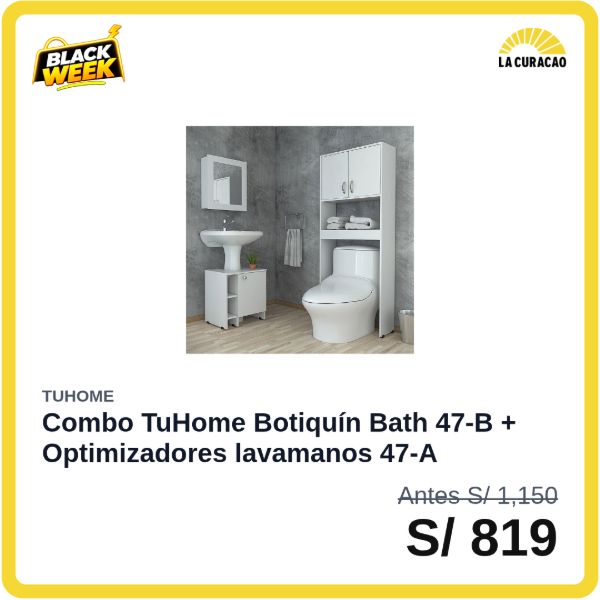 BLACK
WEEK
LA CURACAO
TUHOME
Combo TuHome Botiquín Bath 47-B +
Optimizadores lavamanos 47-A
Antes S/ 1,150
S/ 819